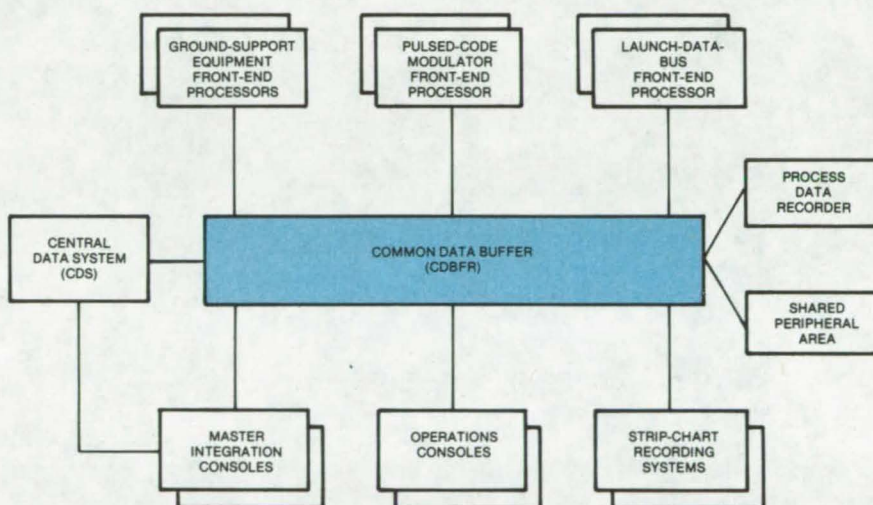 GROUND-SUPPORT
EQUIPMENT
FRONT-END
PROCESSORS
PULSED-CODE
MODULATOR
FRONT-END
PROCESSOR
LAUNCH-DATA-
BUS
FRONT-END
PROCESSOR
PROCESS
DATA
RECORDER
CENTRAL
DATA SYSTEM
(CDS)
COMMON DATA BUFFER
(CDBFR)
SHARED
PERIPHERAL
AREA
MASTER
INTEGRATION
CONSOLES
OPERATIONS
CONSOLES
STRIP-CHART
RECORDING
SYSTEMS